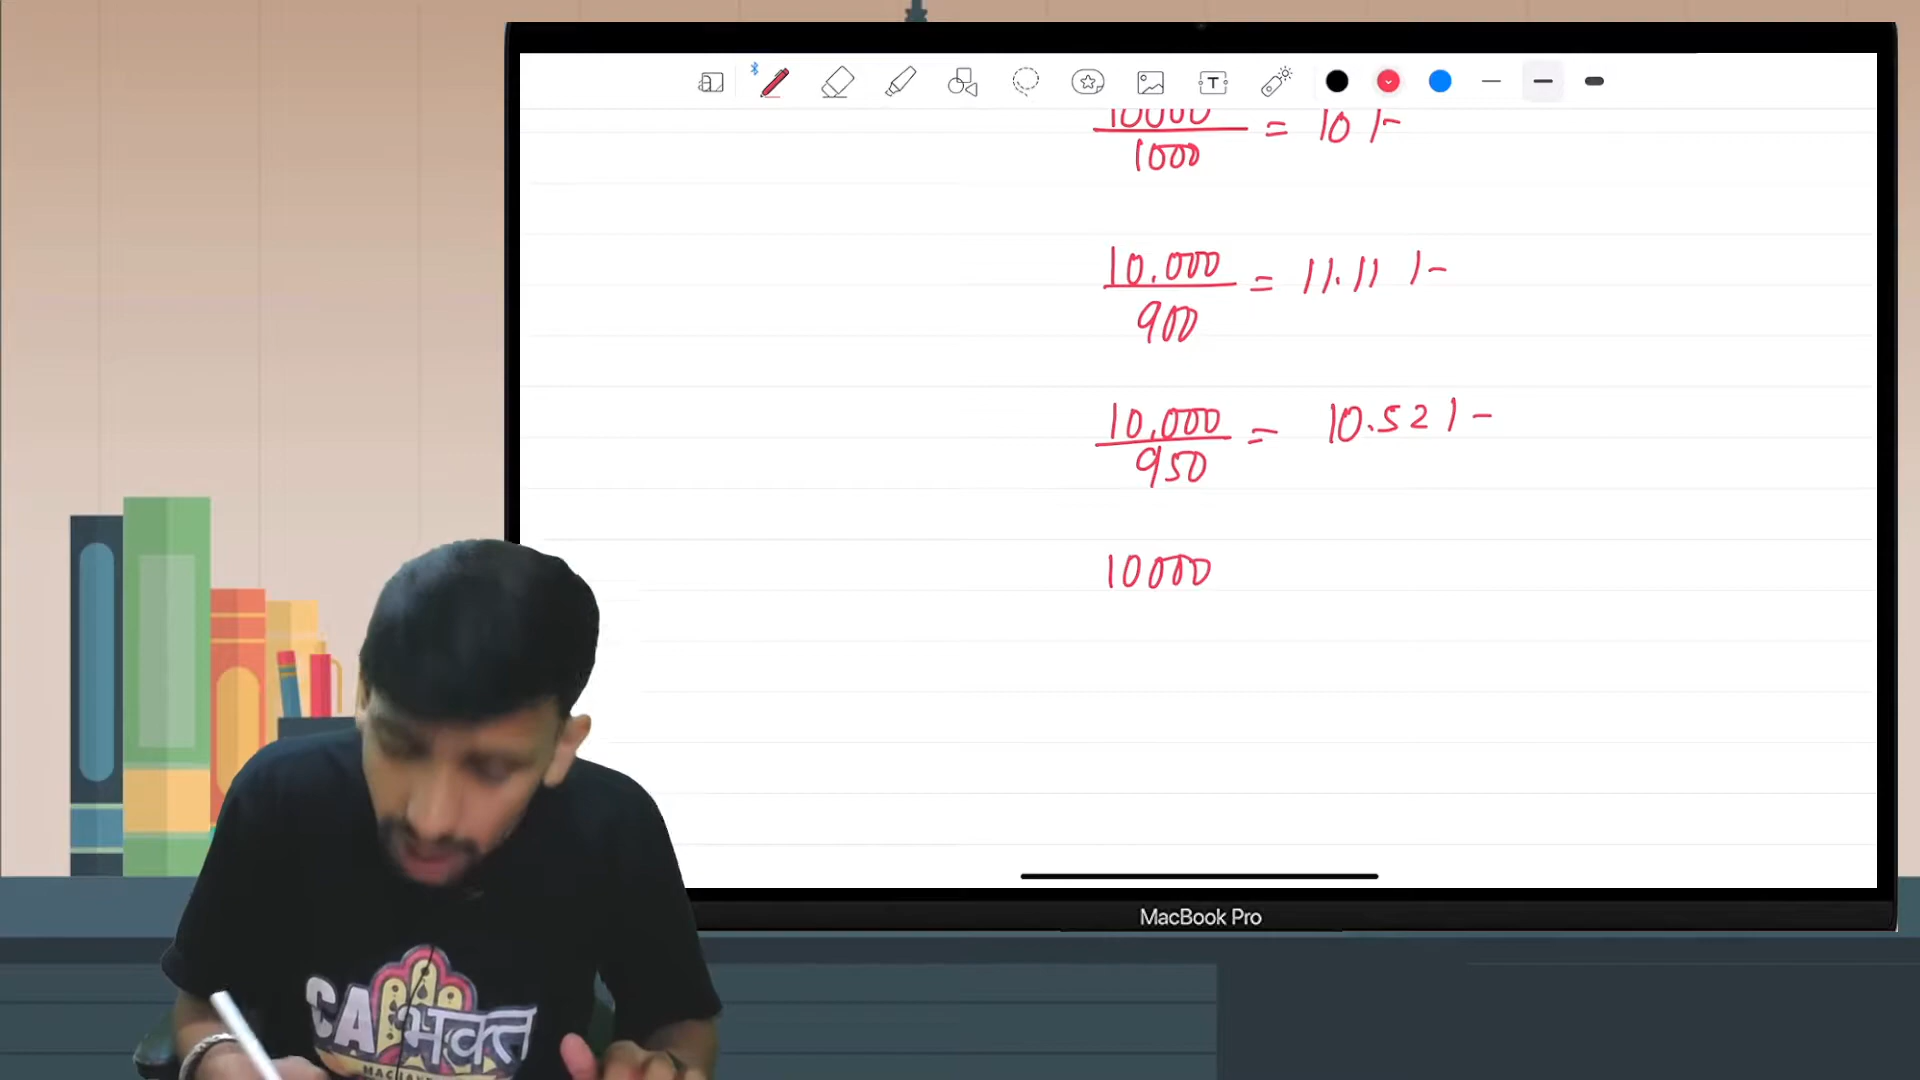 10000
1000 = 10 /-
10,000
900 = 11.11 /-
10,000
950 = 10.52 /-
10000
MacBook Pro
CA भक्त